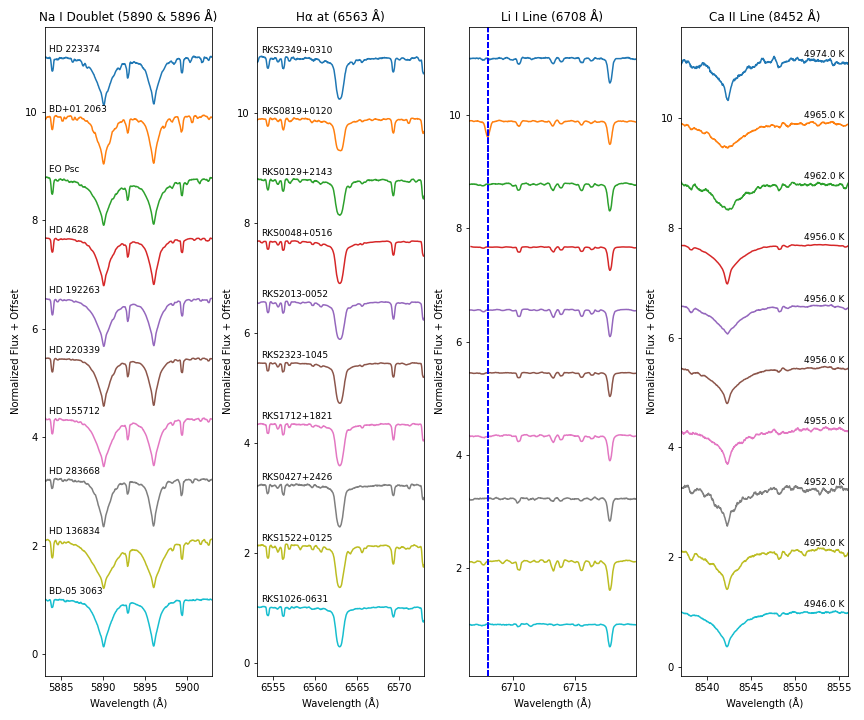 Na I Doublet (5890 & 5896 Å)
Hα at (6563 Å)
Li I Line (6708 Å)
Ca II Line (8452 Å)
Normalized Flux + Offset
10
8
6
4
2
0
HD 223374
BD+01 2063
EO Psc
HD 4628
HD 192263
HD 220339
HD 155712
HD 283668
HD 136834
BD-05 3063
5885
5890
5895
5900
Wavelength (Å)
Normalized Flux + Offset
10
8
6
4
2
0
RKS2349+0310
RKS0819+0120
RKS0129+2143
RKS0048+0516
RKS2013-0052
RKS2323-1045
RKS1712+1821
RKS0427+2426
RKS1522+0125
RKS1026-0631
6555
6560
6565
6570
Wavelength (Å)
Normalized Flux + Offset
10
8
6
4
2
6710
6715
Wavelength (Å)
Normalized Flux + Offset
10
8
6
4
2
0
4974.0 K
4965.0 K
4962.0 K
4956.0 K
4956.0 K
4956.0 K
4955.0 K
4952.0 K
4950.0 K
4946.0 K
8540
8545
8550
8555
Wavelength (Å)